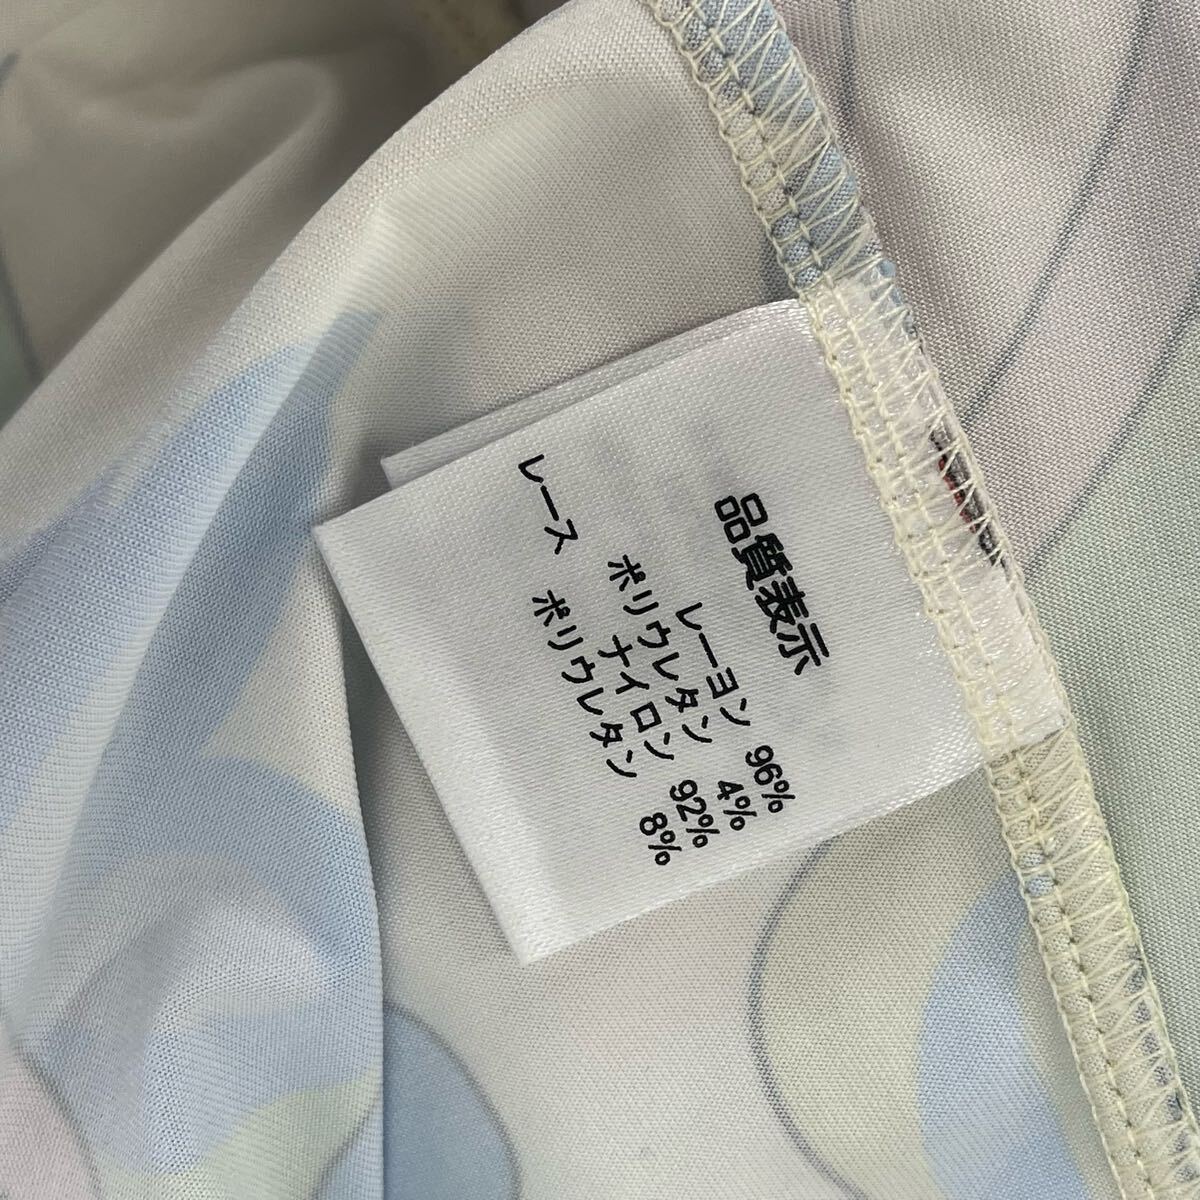 品質表示
レーヨン 96%
ポリウレタン 4%
レース ナイロン 92%
ポリウレタン 8%